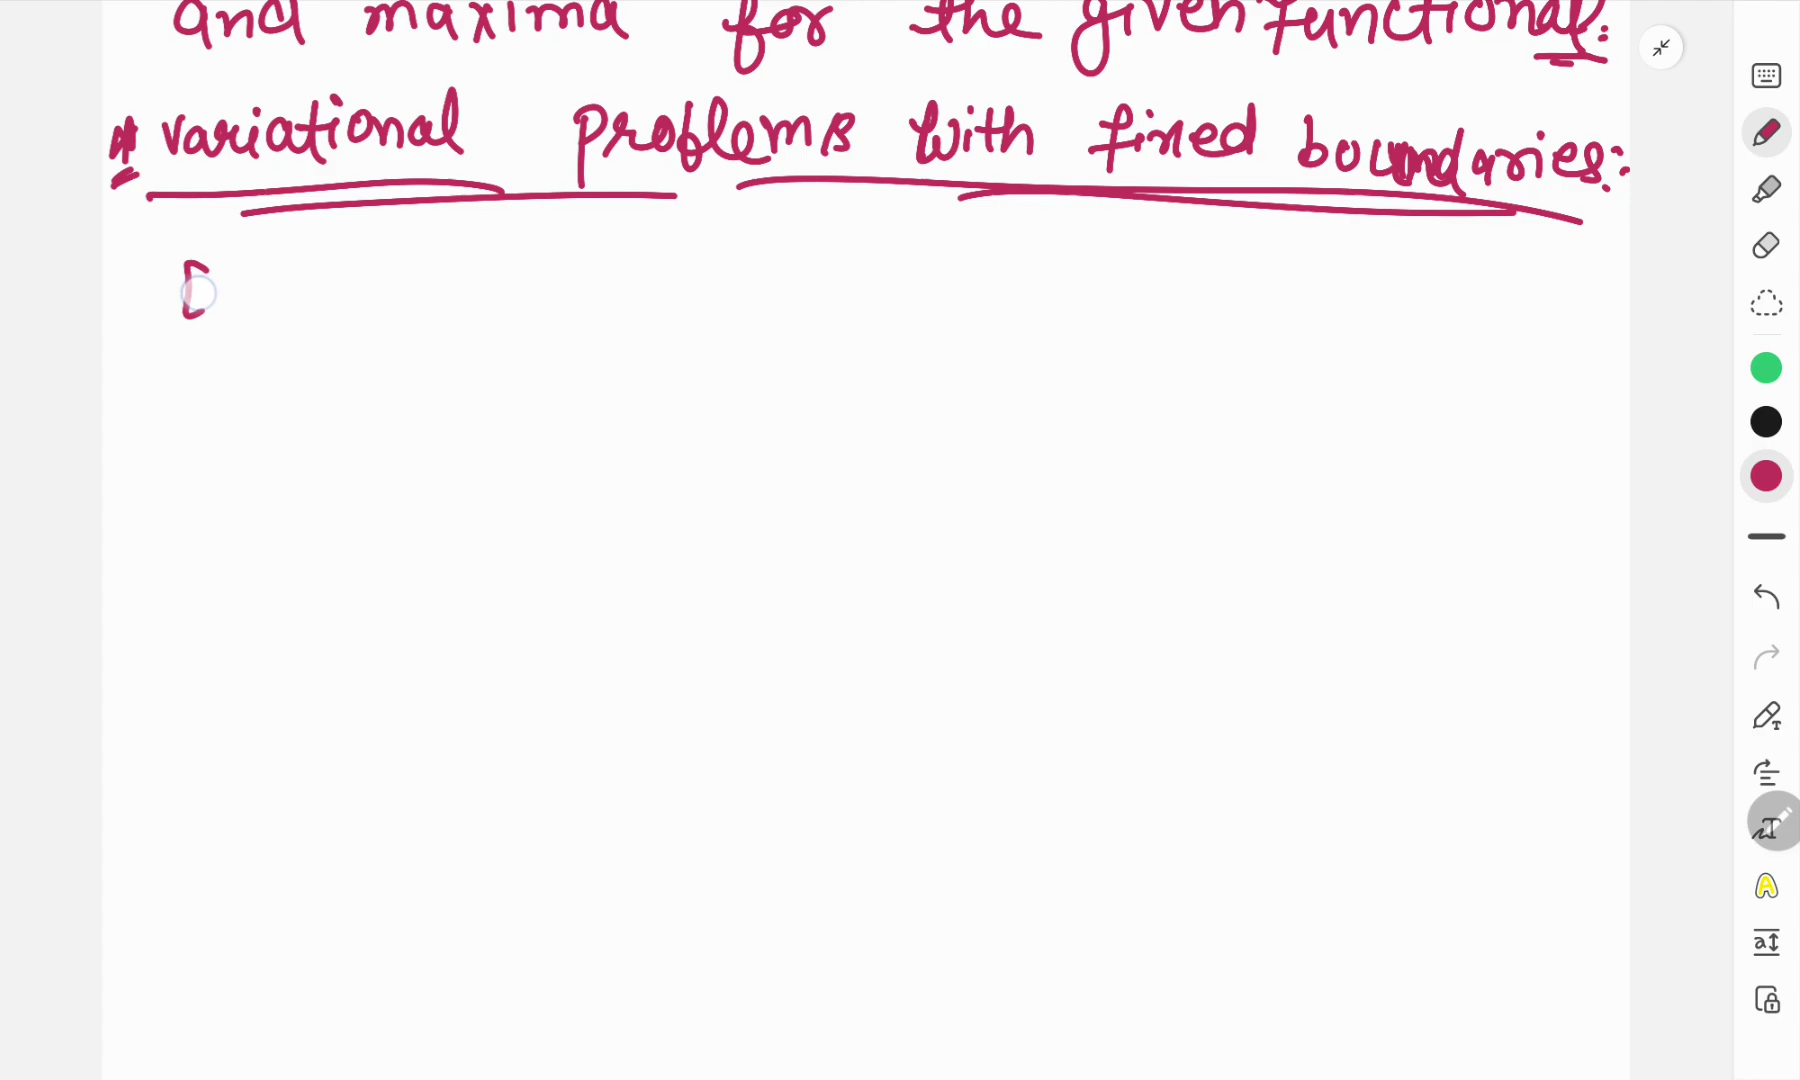 and maxima for the given functional:
* variational problems with fixed boundaries:-
E